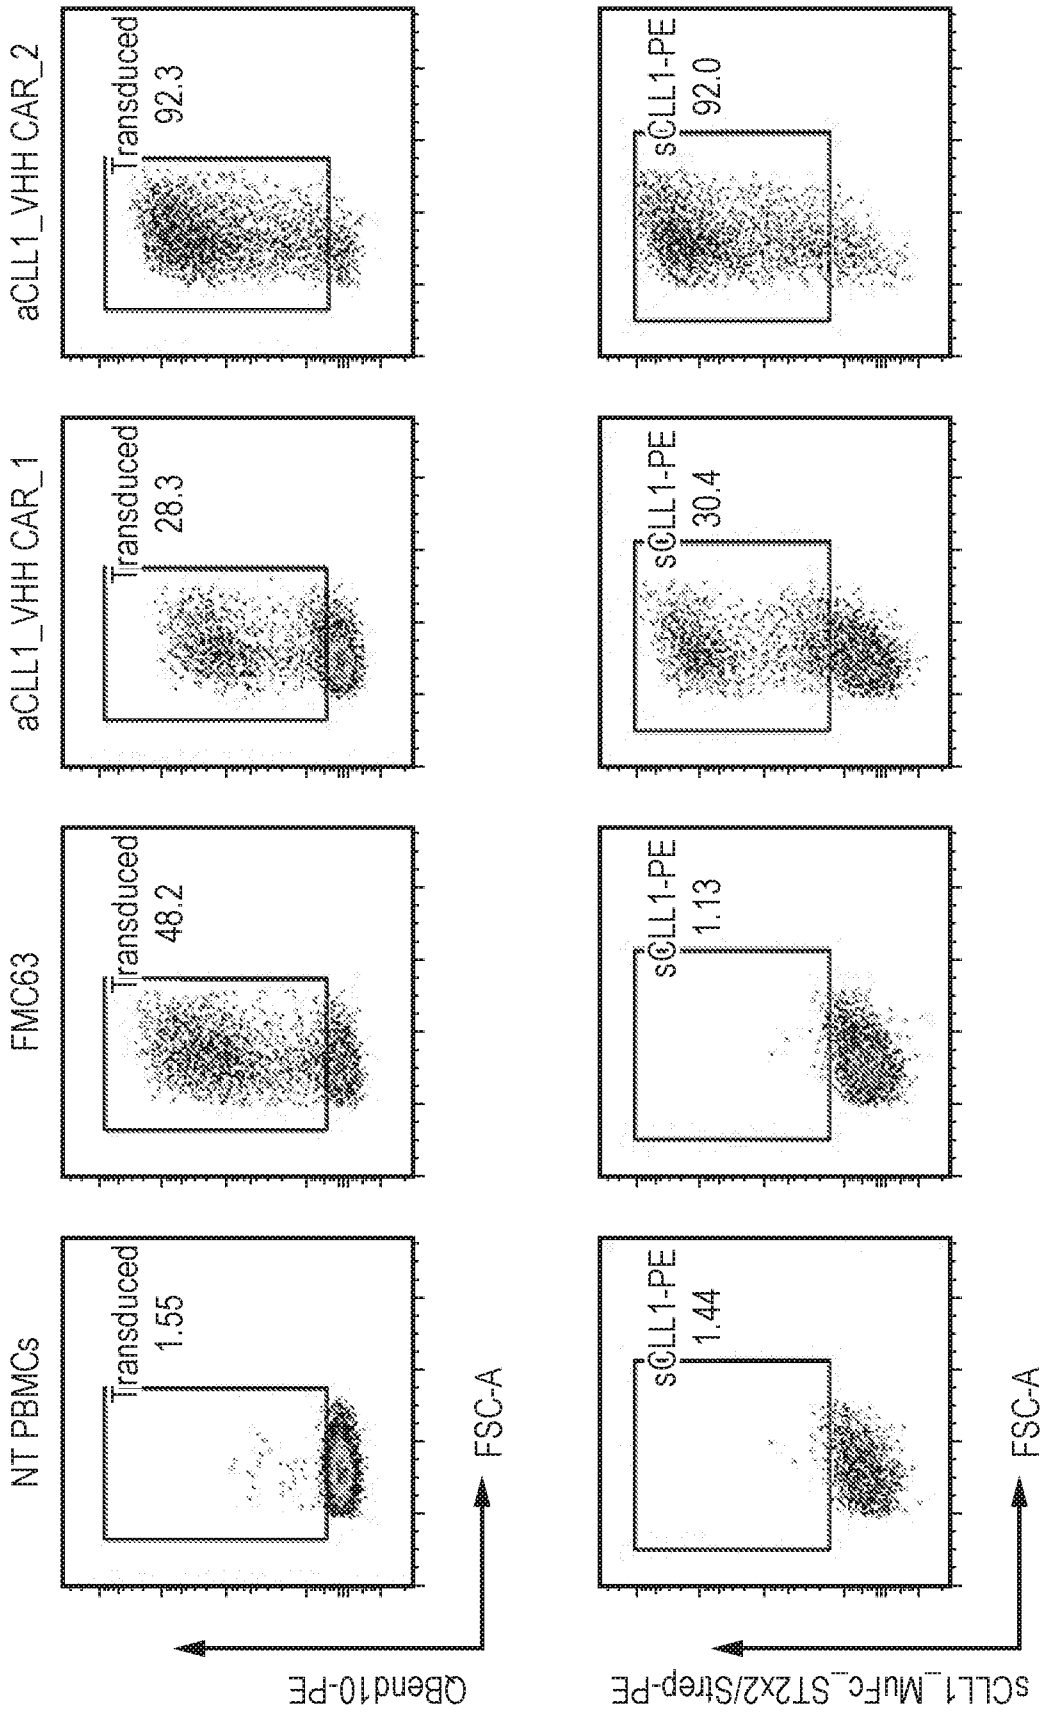 NT PBMCs
FMC63
aCLL1_VHH CAR_1
aCLL1_VHH CAR_2
QBend10-PE
Transduced
1.55
Transduced
48.2
Transduced
28.3
Transduced
92.3
FSC-A
sCLL1_MuFc_ST2x2/Strep-PE
sCLL1-PE
1.44
sCLL1-PE
1.13
sCLL1-PE
30.4
sCLL1-PE
92.0
FSC-A